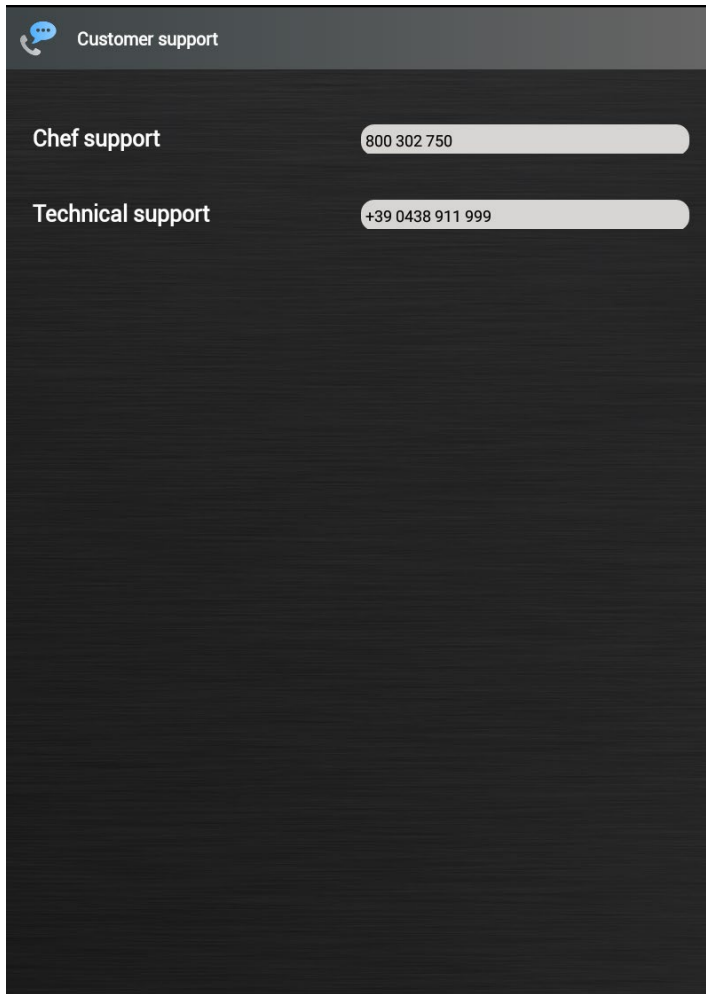 Customer support
Chef support 800 302 750
Technical support +39 0438 911 999